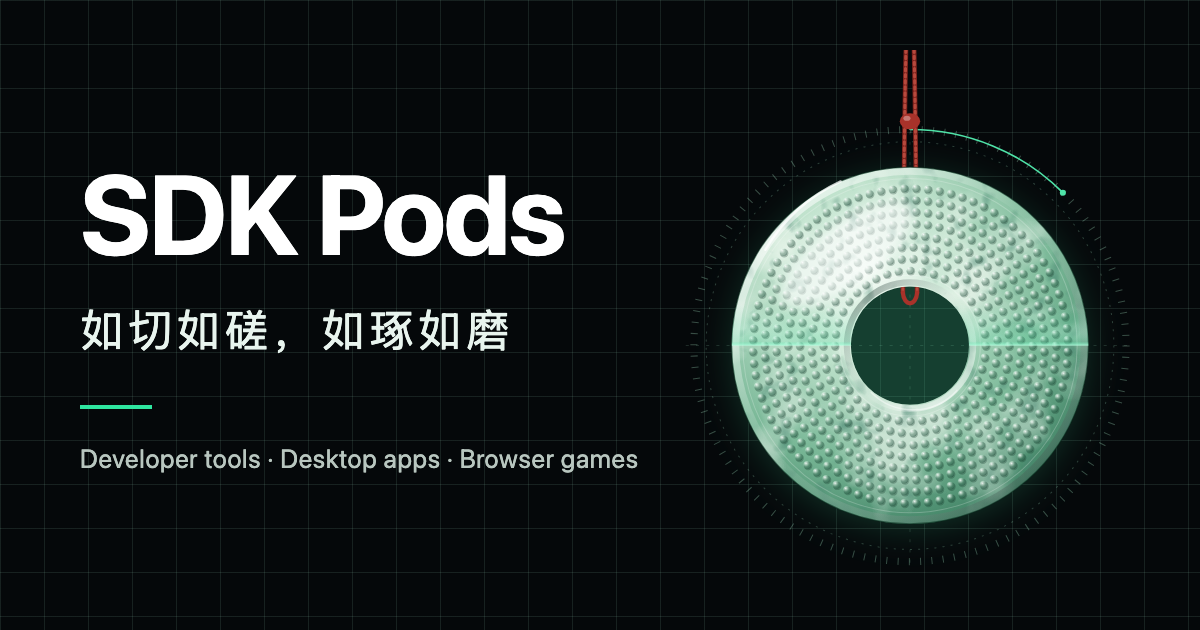 SDK Pods
如切如磋，如琢如磨
Developer tools · Desktop apps · Browser games